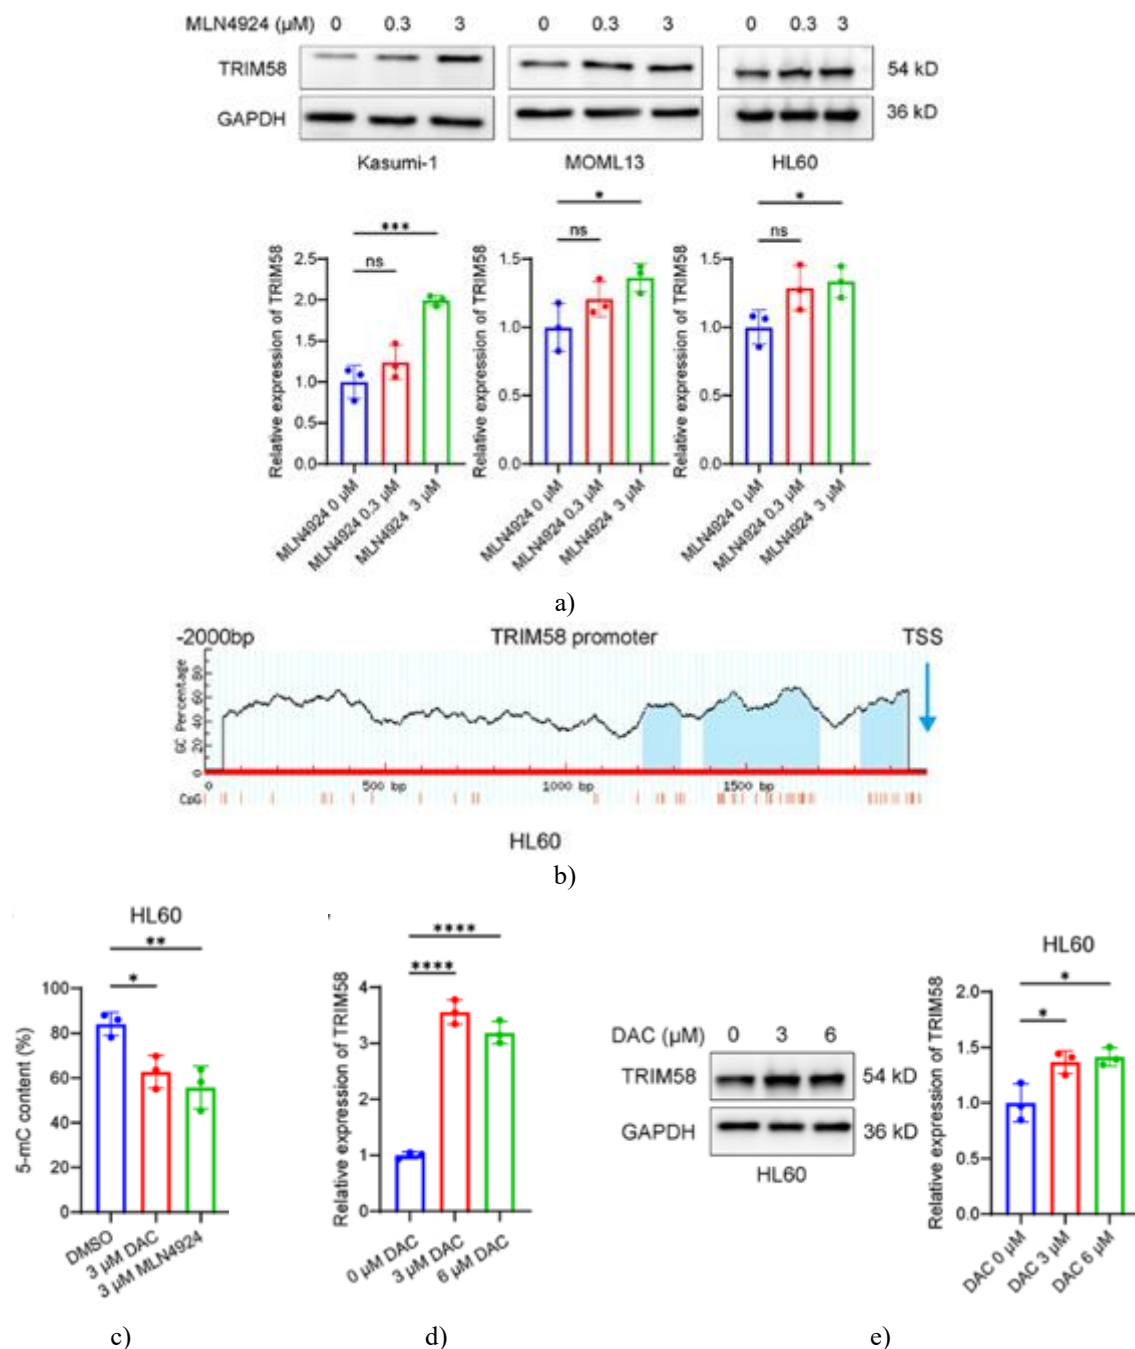 MLN4924 (µM) 0 0.3 3 0 0.3 3 0 0.3 3
TRIM58 54 kD
GAPDH 36 kD
Kasumi-1 MOML13 HL60
*** * *
ns ns ns
Relative expression of TRIM58
2.5
2.0
1.5
1.0
0.5
0.0
MLN4924 0 µM
MLN4924 0.3 µM
MLN4924 3 µM
Relative expression of TRIM58
1.5
1.0
0.5
0.0
MLN4924 0 µM
MLN4924 0.3 µM
MLN4924 3 µM
Relative expression of TRIM58
1.5
1.0
0.5
0.0
MLN4924 0 µM
MLN4924 0.3 µM
MLN4924 3 µM
a)
-2000bp TRIM58 promoter TSS
GC Percentage
80
60
40
20
0
0 500 bp 1000 bp 1500 bp
CpG
HL60
b)
HL60
**
*
5-mC content (%)
100
80
60
40
20
0
DMSO
3 µM DAC
3 µM MLN4924
c)
****
****
Relative expression of TRIM58
4
3
2
1
0
0 µM DAC
3 µM DAC
6 µM DAC
d)
DAC (µM) 0 3 6
TRIM58 54 kD
GAPDH 36 kD
HL60
HL60
*
*
Relative expression of TRIM58
2.0
1.5
1.0
0.5
0.0
DAC 0 µM
DAC 3 µM
DAC 6 µM
e)